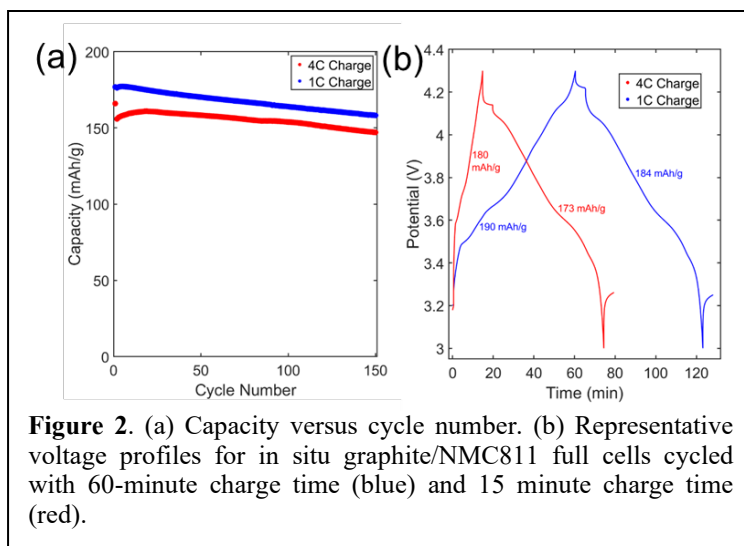 (a)
200
150
100
50
0
Capacity (mAh/g)
4C Charge
1C Charge
0 50 100 150
Cycle Number
(b)
4.4
4.2
4
3.8
3.6
3.4
3.2
3
Potential (V)
4C Charge
1C Charge
180
mAh/g
184 mAh/g
173 mAh/g
190 mAh/g
0 20 40 60 80 100 120
Time (min)
Figure 2. (a) Capacity versus cycle number. (b) Representative
voltage profiles for in situ graphite/NMC811 full cells cycled
with 60-minute charge time (blue) and 15 minute charge time
(red).